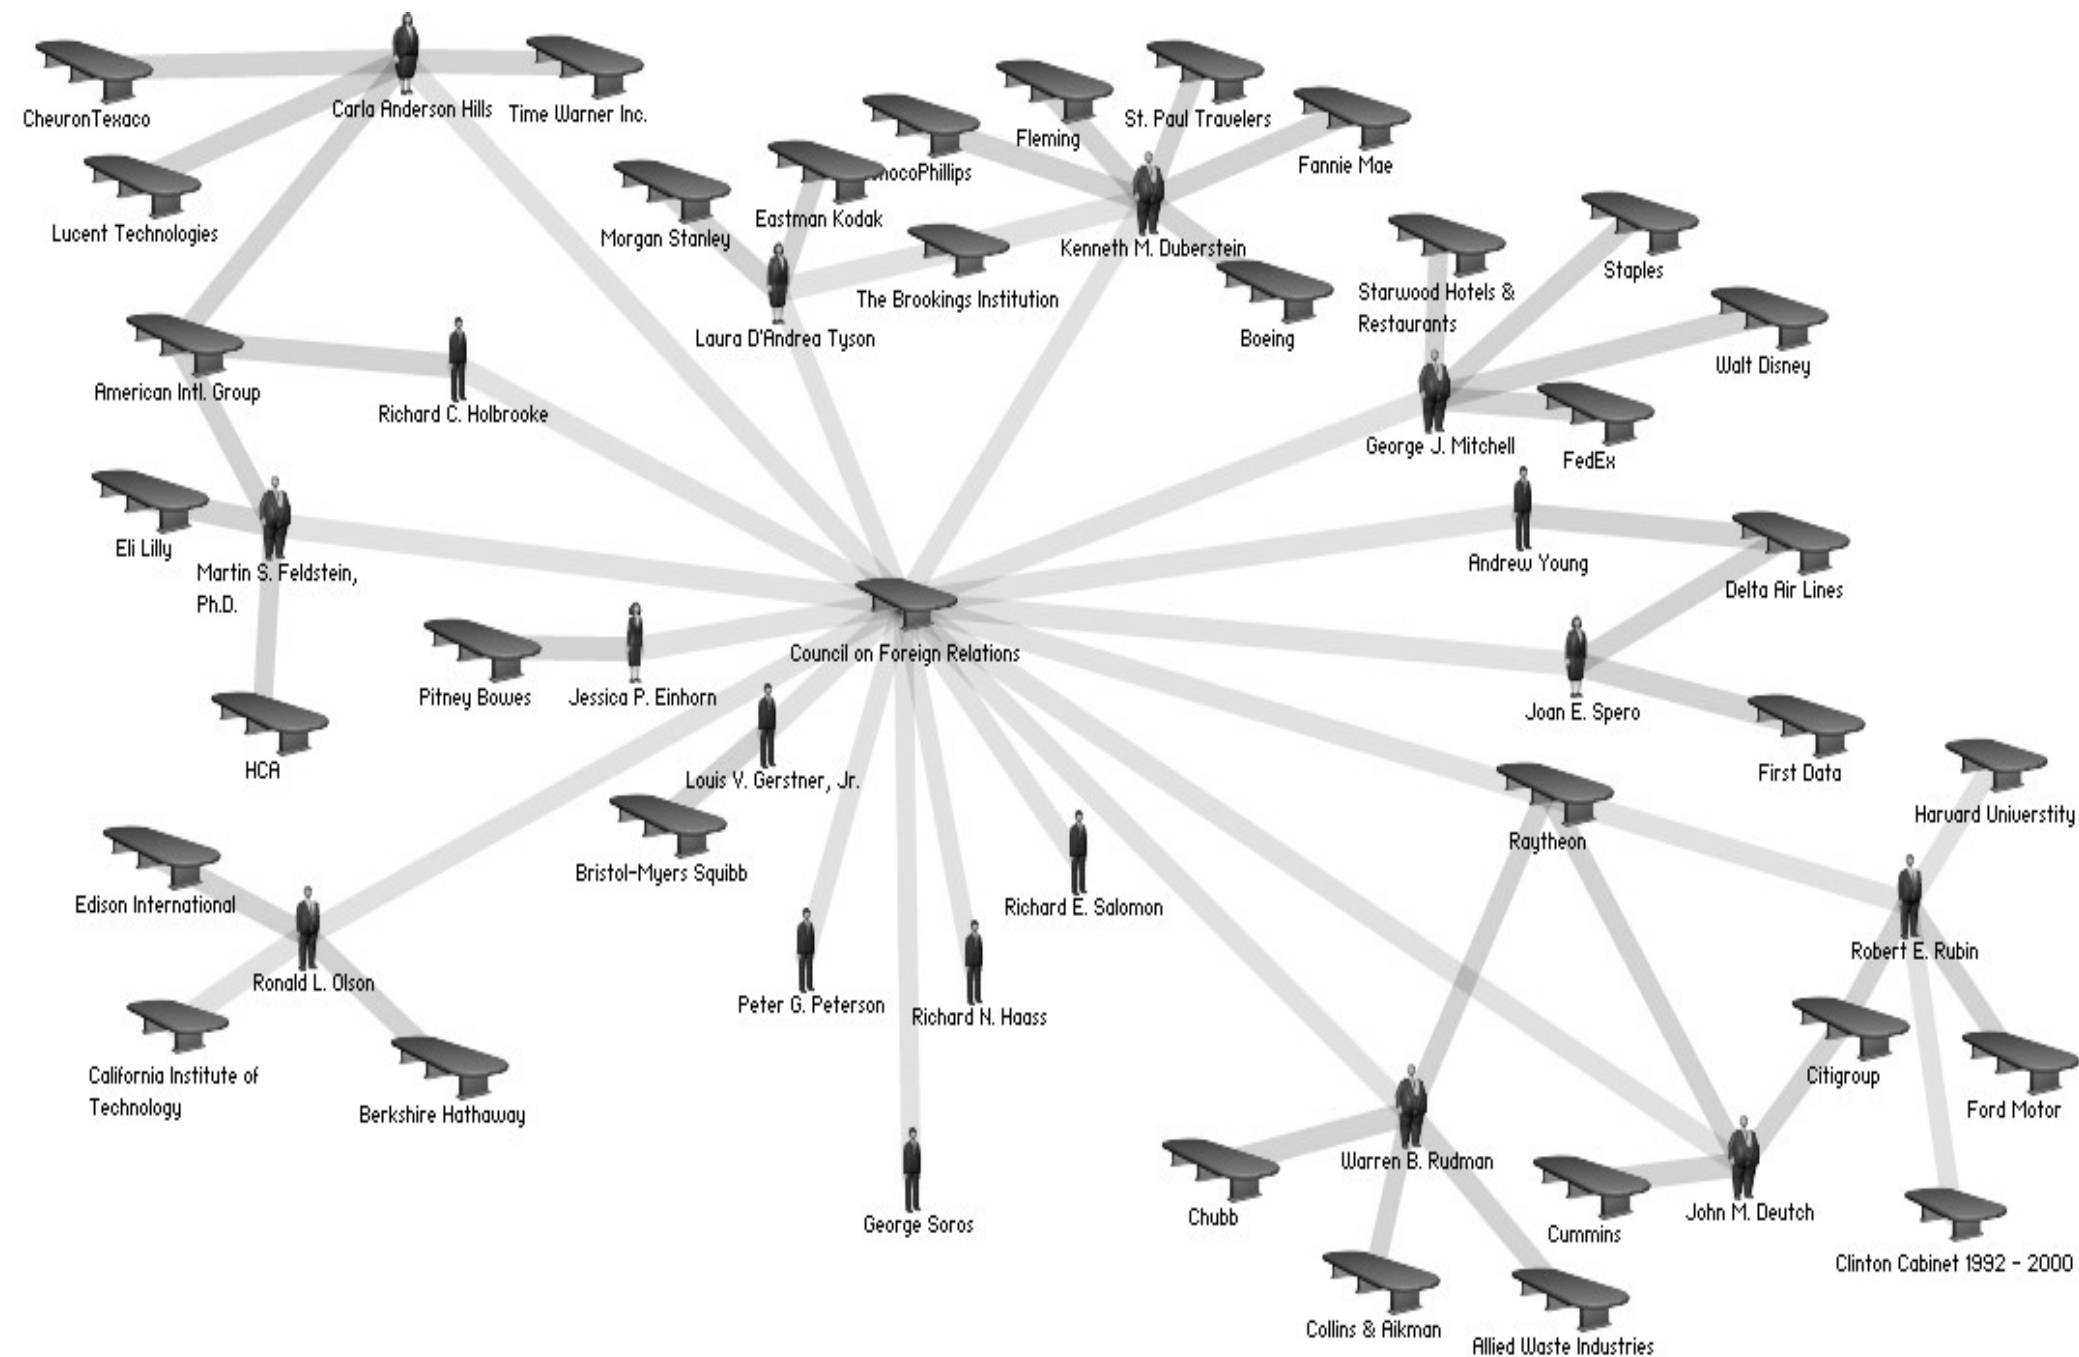 ChevronTexaco
Carla Anderson Hills
Time Warner Inc.
Lucent Technologies
Fleming
St. Paul Travelers
Fannie Mae
nocoPhillips
Eastman Kodak
Morgan Stanley
Kenneth M. Duberstein
The Brookings Institution
Laura D'Andrea Tyson
Boeing
Starwood Hotels &
Restaurants
Staples
Walt Disney
American Intl. Group
Richard C. Holbrooke
George J. Mitchell
FedEx
Eli Lilly
Martin S. Feldstein,
Ph.D.
Andrew Young
Delta Air Lines
Council on Foreign Relations
Pitney Bowes
Jessica P. Einhorn
Joan E. Spero
HCA
Louis V. Gerstner, Jr.
First Data
Harvard Universtity
Raytheon
Bristol-Myers Squibb
Edison International
Richard E. Salomon
Robert E. Rubin
Ronald L. Olson
Peter G. Peterson
Richard N. Haass
California Institute of
Technology
Berkshire Hathaway
Citigroup
Ford Motor
Warren B. Rudman
Chubb
George Soros
Cummins
John M. Deutch
Clinton Cabinet 1992 - 2000
Collins & Aikman
Allied Waste Industries